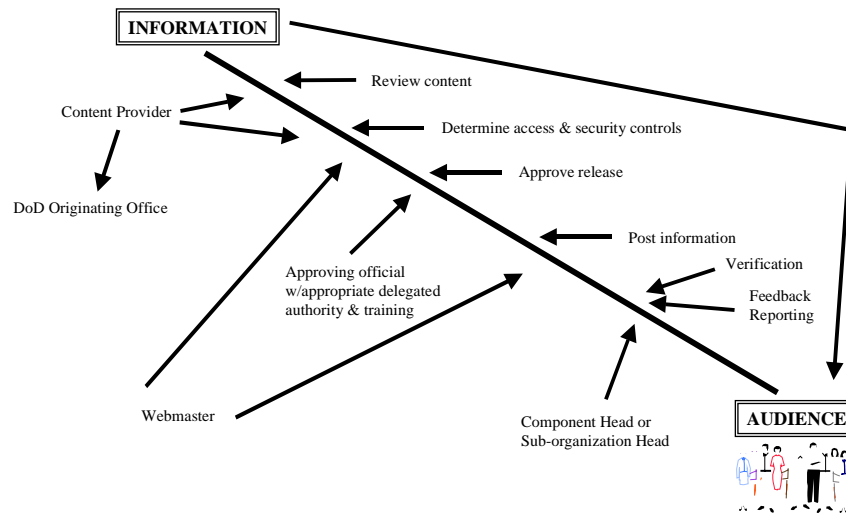 INFORMATION
Review content
Content Provider
Determine access & security controls
Approve release
DoD Originating Office
Post information
Verification
Approving official
w/appropriate delegated
authority & training
Feedback
Reporting
Webmaster
Component Head or
Sub-organization Head
AUDIENCE